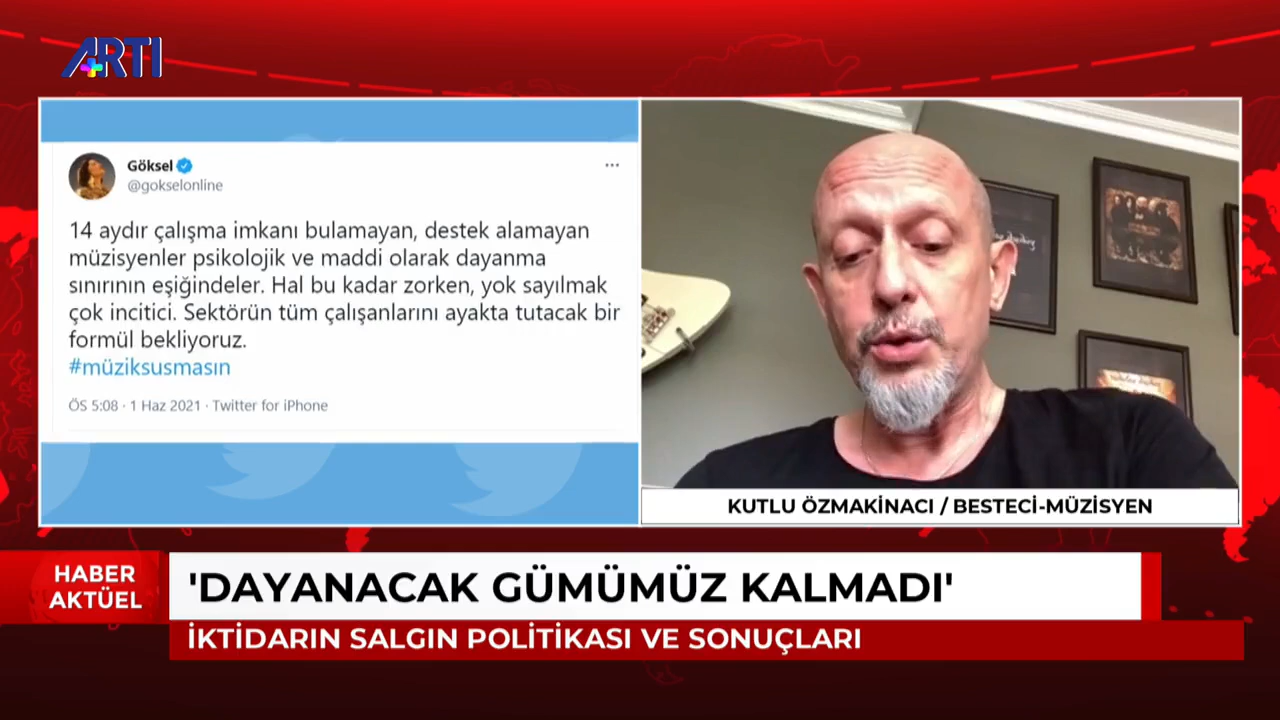 ARTI
Göksel
@gokselonline
14 aydır çalışma imkanı bulamayan, destek alamayan
müzisyenler psikolojik ve maddi olarak dayanma
sınırının eşiğindeler. Hal bu kadar zorken, yok sayılmak
çok incitici. Sektörün tüm çalışanlarını ayakta tutacak bir
formül bekliyoruz.
#müziksusmasın
ÖS 5:08 · 1 Haz 2021 · Twitter for iPhone
KUTLU ÖZMAKİNACI / BESTECİ-MÜZİSYEN
HABER
AKTÜEL
'DAYANACAK GÜMÜMÜZ KALMADI'
İKTİDARIN SALGIN POLİTİKASI VE SONUÇLARI